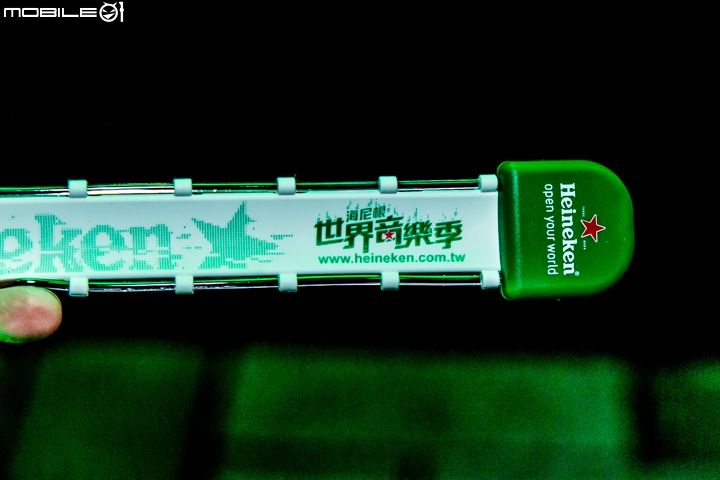 MOBILE01
eken
海尼根
世界音樂季
www.heineken.com.tw
Heineken®
open your world